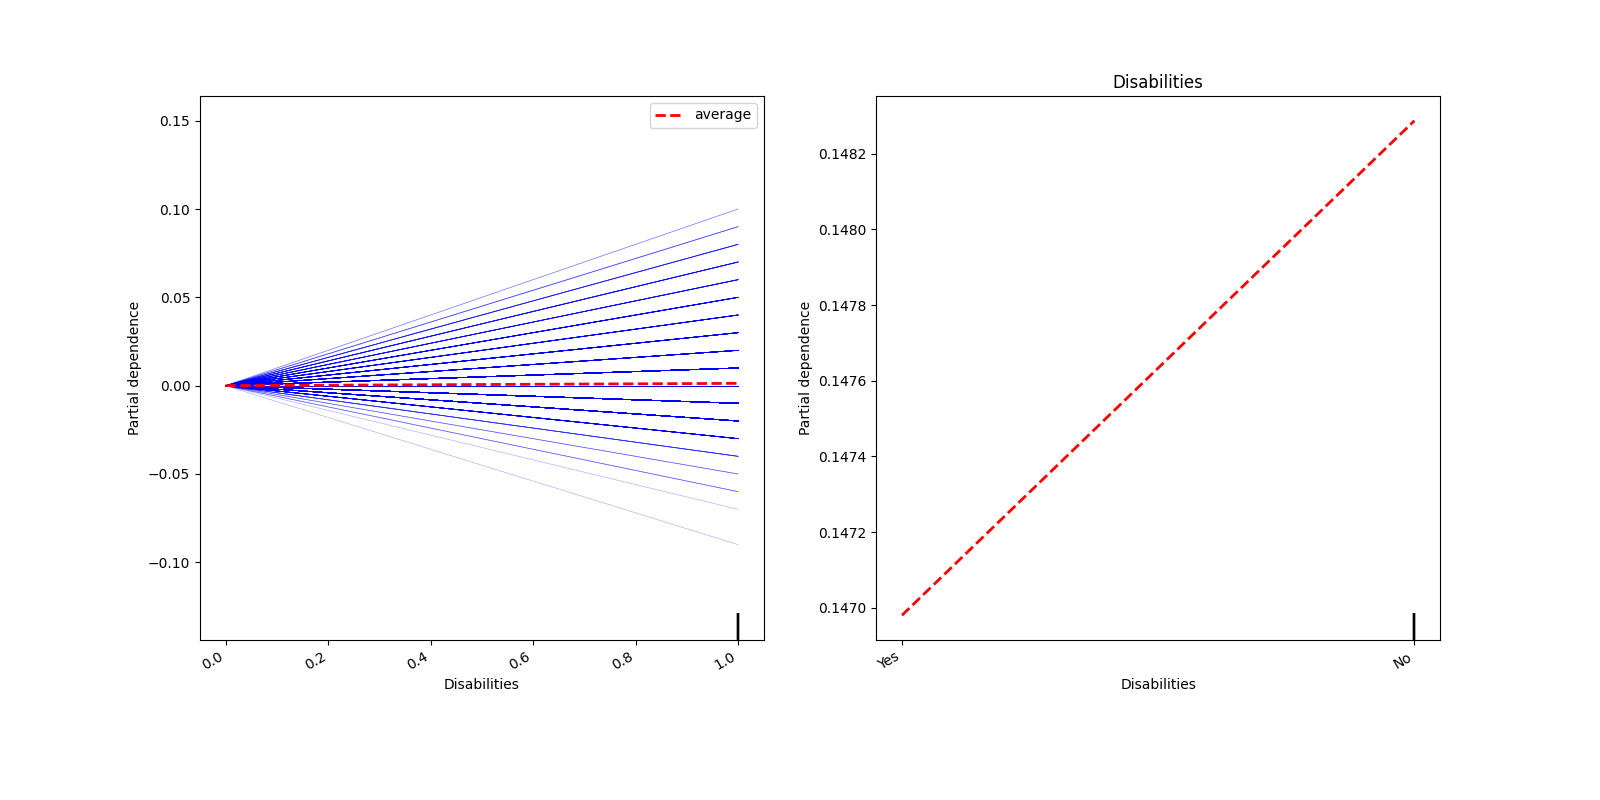 average
0.15
0.10
0.05
0.00
−0.05
−0.10
Partial dependence
0.0 0.2 0.4 0.6 0.8 1.0
Disabilities
Disabilities
0.1482
0.1480
0.1478
0.1476
0.1474
0.1472
0.1470
Partial dependence
Yes No
Disabilities